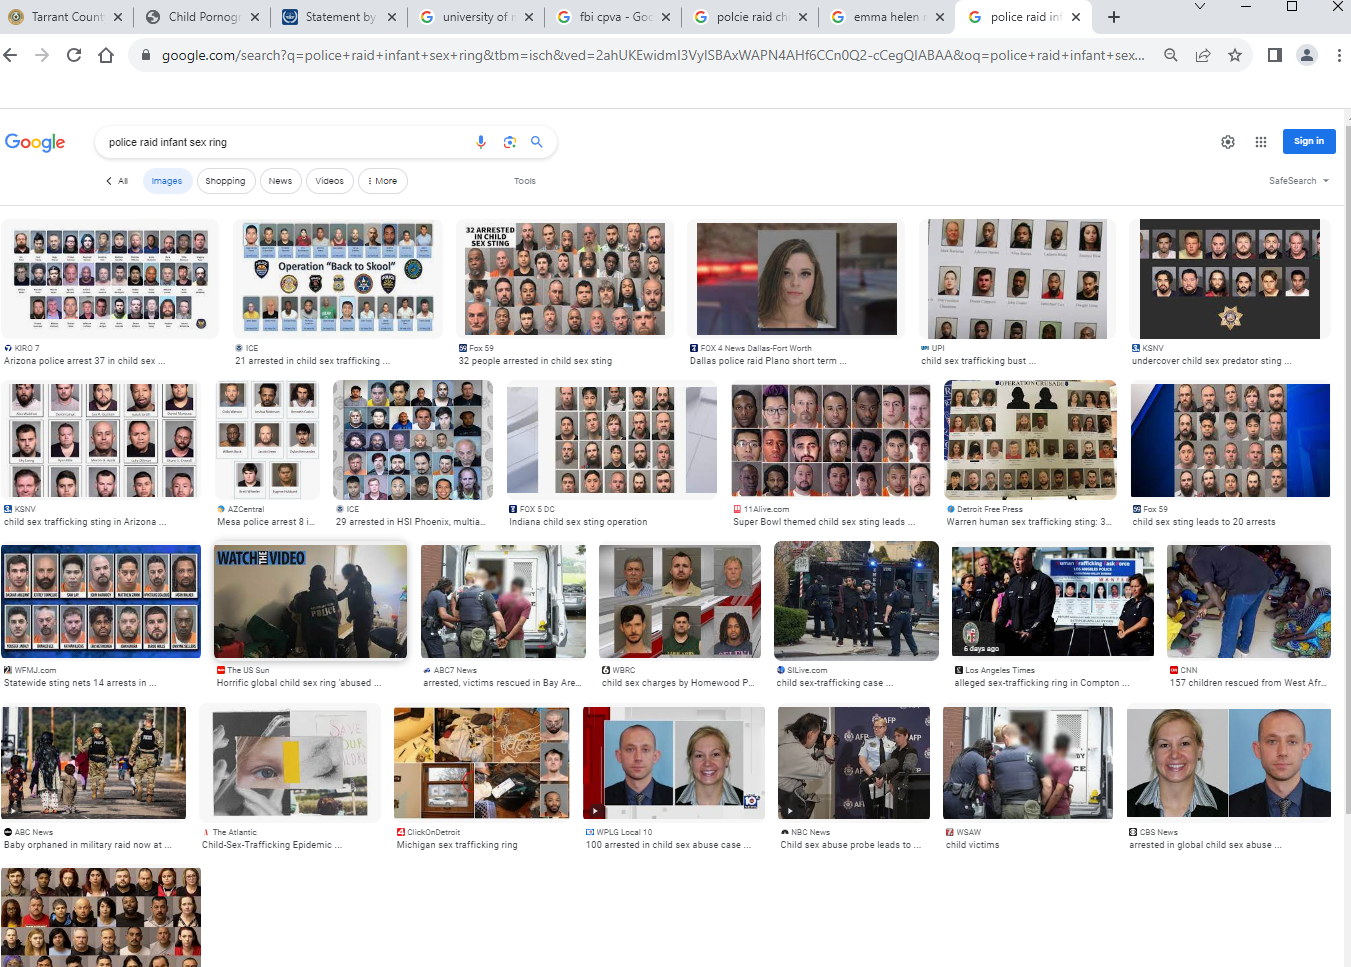 Tarrant Count
Child Pornogr
Statement by
university of r
fbi cpva - Goo
polcie raid chi
emma helen r
police raid inf
google.com/search?q=police+raid+infant+sex+ring&tbm=isch&ved=2ahUKEwidmI3VyISBAxWAPN4AHf6CCn0Q2-cCegQIABAA&oq=police+raid+infant+sex...
Google
police raid infant sex ring
Sign in
All
Images
Shopping
News
Videos
More
Tools
SafeSearch
Operation "Back to Skool"
32 ARRESTED
IN CHILD
SEX STING
KIRO 7
Arizona police arrest 37 in child sex ...
ICE
21 arrested in child sex trafficking ...
Fox 59
32 people arrested in child sex sting
FOX 4 News Dallas-Fort Worth
Dallas police raid Plano short term ...
UPI
child sex trafficking bust ...
KSNV
undercover child sex predator sting ...
OPERATION CRUSADE
KSNV
child sex trafficking sting in Arizona ...
AZCentral
Mesa police arrest 8 i...
ICE
29 arrested in HSI Phoenix, multia...
FOX 5 DC
Indiana child sex sting operation
11Alive.com
Super Bowl themed child sex sting leads ...
Detroit Free Press
Warren human sex trafficking sting: 3...
Fox 59
child sex sting leads to 20 arrests
WATCH THE VIDEO
POLICE
Human Trafficking Task Force
LOS ANGELES POLICE
6 days ago
WFMJ.com
Statewide sting nets 14 arrests in ...
The US Sun
Horrific global child sex ring 'abused ...
ABC7 News
arrested, victims rescued in Bay Are...
WBRC
child sex charges by Homewood P...
SILive.com
child sex-trafficking case ...
Los Angeles Times
alleged sex-trafficking ring in Compton ...
CNN
157 children rescued from West Afr...
SAVE
OUR
AFP
ABC News
Baby orphaned in military raid now at ...
The Atlantic
Child-Sex-Trafficking Epidemic ...
ClickOnDetroit
Michigan sex trafficking ring
WPLG Local 10
100 arrested in child sex abuse case ...
NBC News
Child sex abuse probe leads to ...
WSAW
child victims
CBS News
arrested in global child sex abuse ...